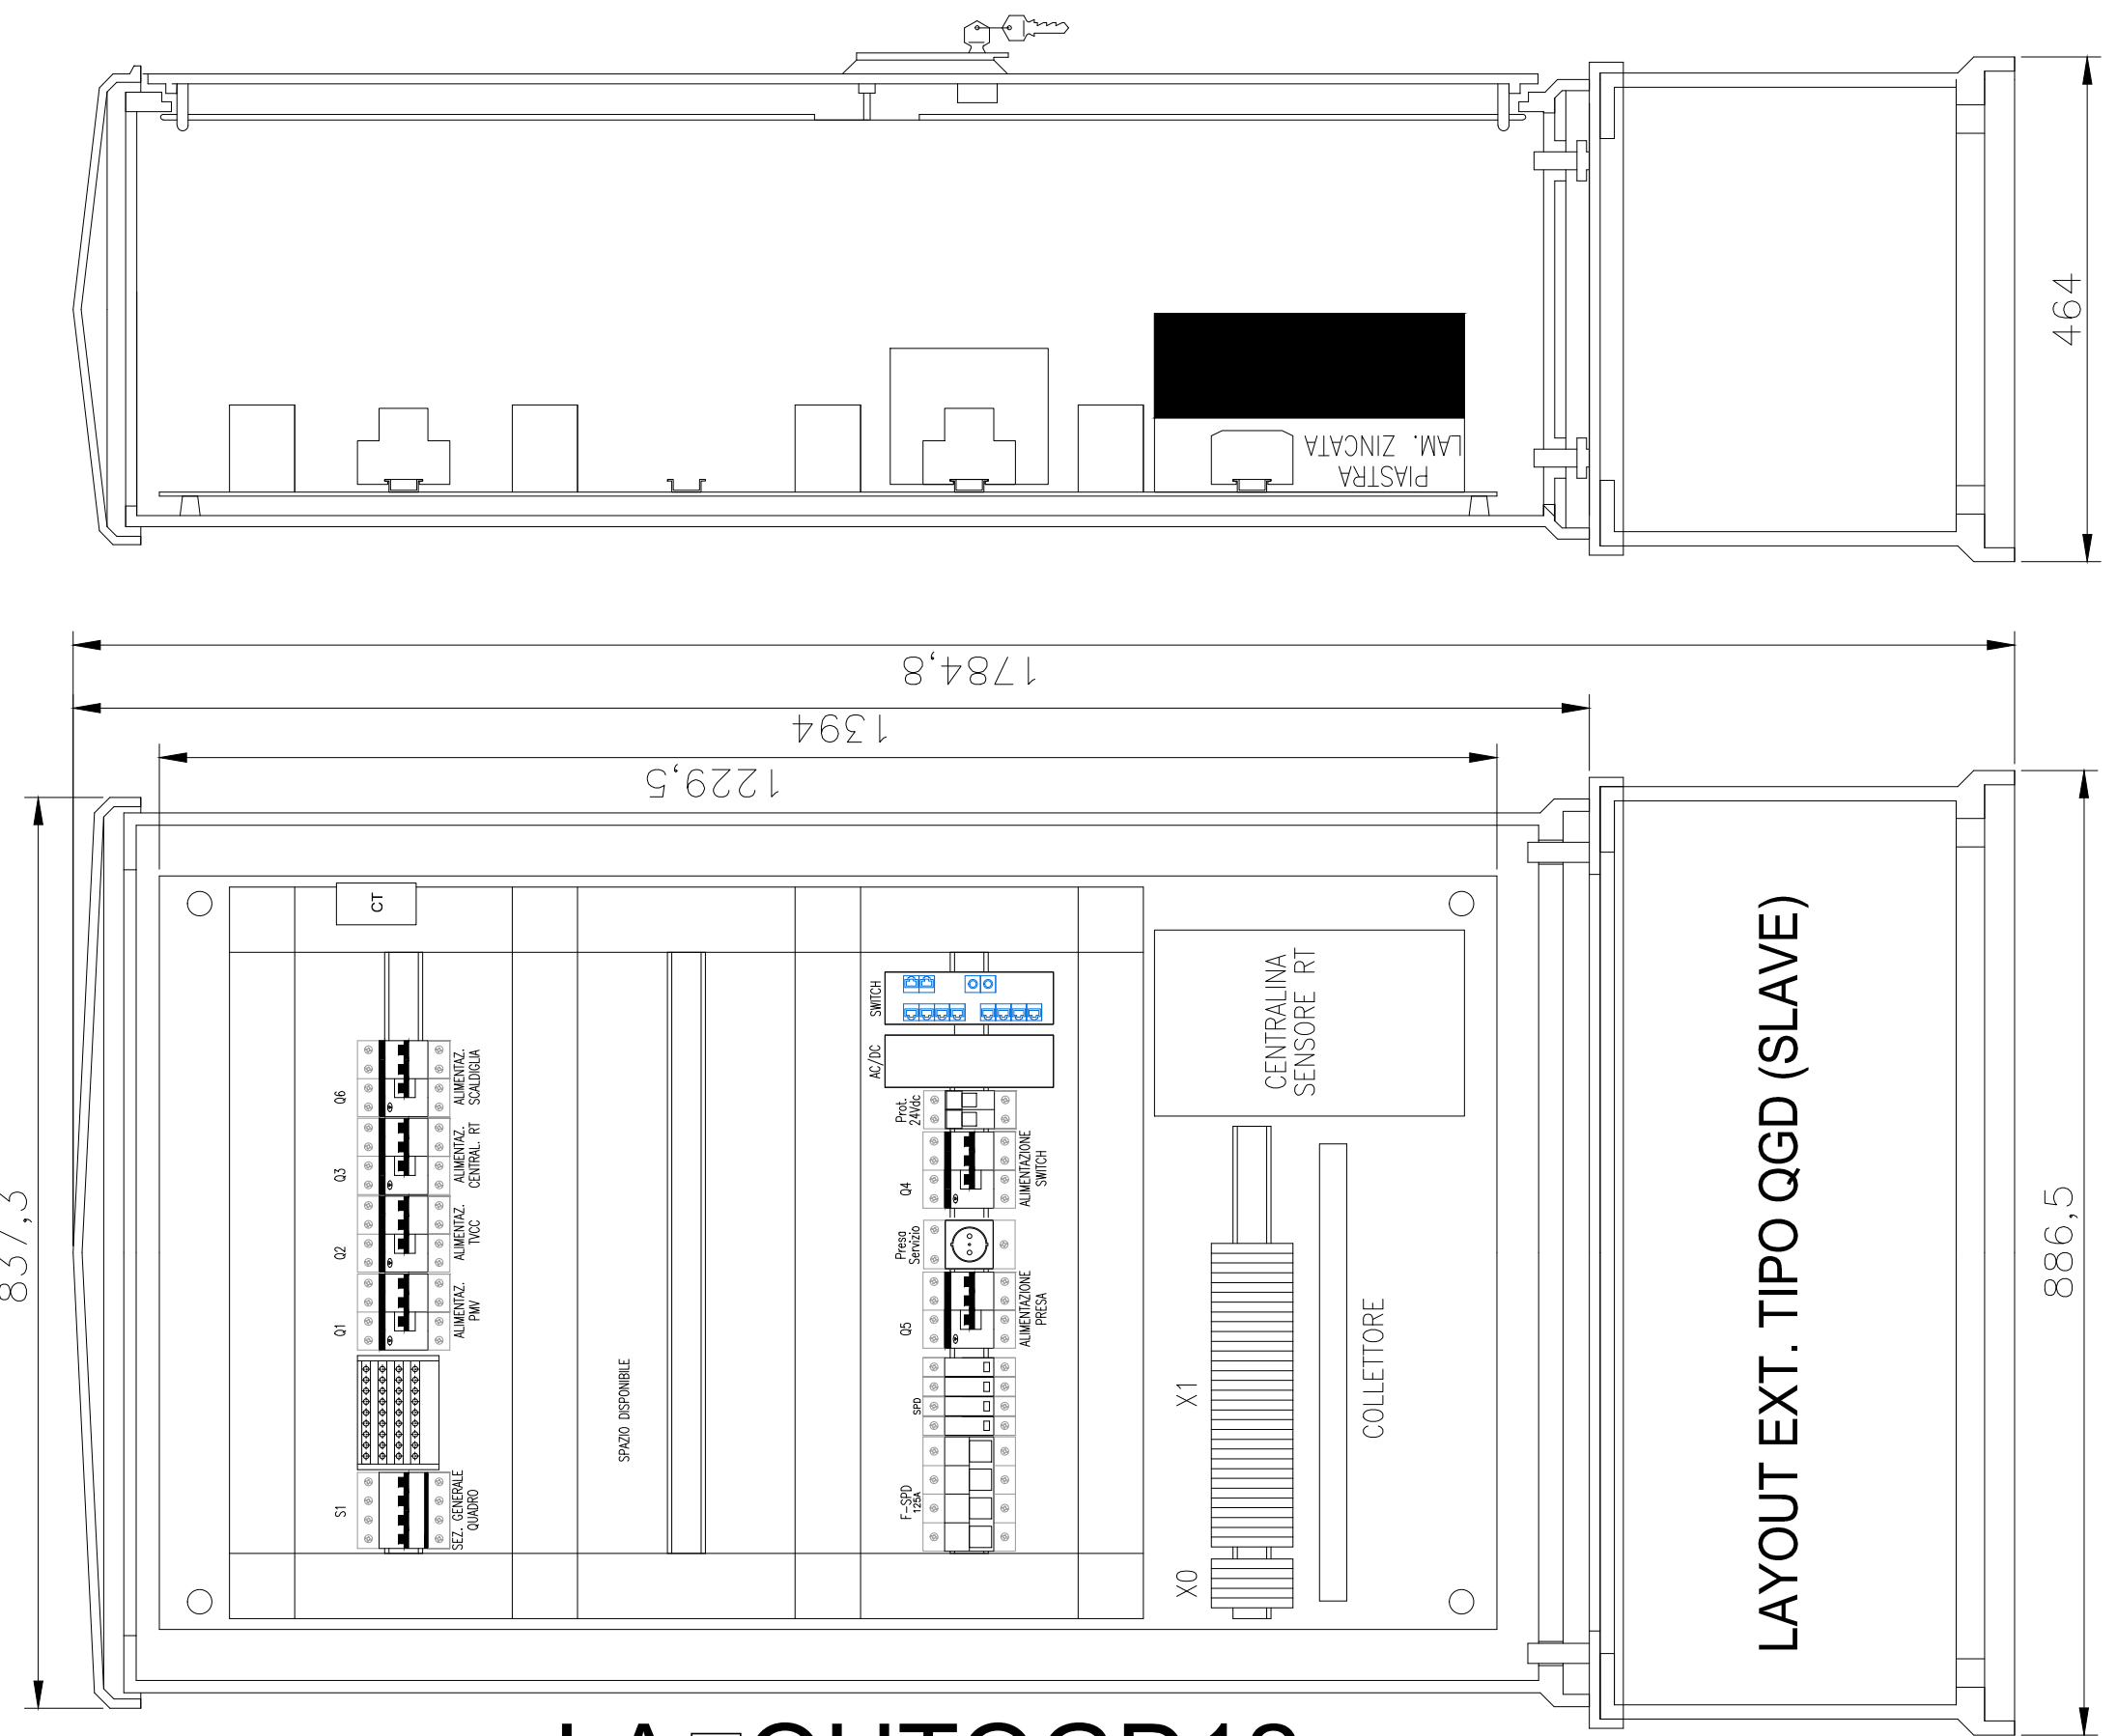 464
PIASTRA
LAM. ZINCATA
1784,8
1394
1229,5
837,3
886,5
CT
Q6
ALIMENTAZ.
SCALDIGLIA
Q3
ALIMENTAZ.
CENTRAL. RT
Q2
ALIMENTAZ.
TVCC
Q1
ALIMENTAZ.
PMV
S1
SEZ. GENERALE
QUADRO
SPAZIO DISPONIBILE
SWITCH
AC/DC
Prot.
24Vdc
Q4
ALIMENTAZIONE
SWITCH
Presa
Servizio
Q5
ALIMENTAZIONE
PRESA
SPD
F-SPD
125A
CENTRALINA
SENSORE RT
X1
X0
COLLETTORE
LAYOUT EXT. TIPO QGD (SLAVE)